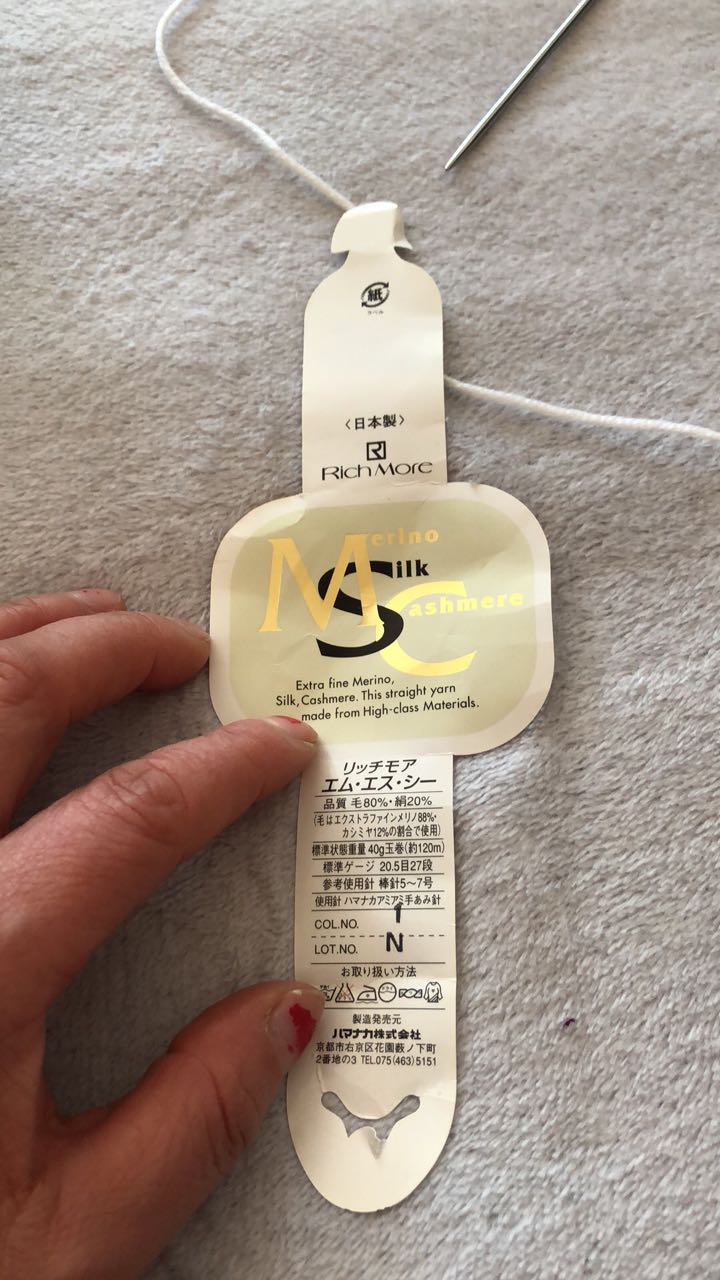 紙
ラベル
〈日本製〉
R
Rich More
Merino
Silk
Cashmere
Extra fine Merino,
Silk, Cashmere. This straight yarn
made from High-class Materials.
リッチモア
エム・エス・シー
品質 毛80%・絹20%
(毛はエクストラファインメリノ88%・
カシミヤ12%の割合で使用)
標準状態重量 40g玉巻(約120m)
標準ゲージ 20.5目27段
参考使用針 棒針5〜7号
使用針 ハマナカアミアミ手あみ針
COL.NO. 1
LOT.NO. N
お取り扱い方法
製造発売元
ハマナカ株式会社
京都市右京区花園薮ノ下町
2番地の3 TEL.075(463)5151